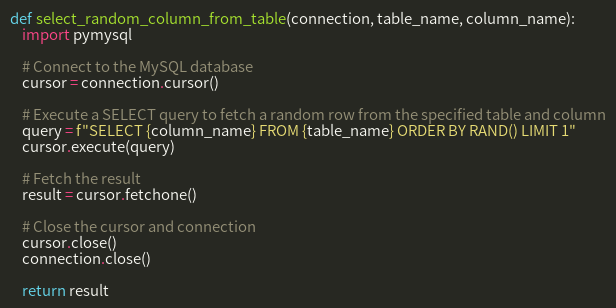 def select_random_column_from_table(connection, table_name, column_name):
import pymysql
# Connect to the MySQL database
cursor = connection.cursor()
# Execute a SELECT query to fetch a random row from the specified table and column
query = f"SELECT {column_name} FROM {table_name} ORDER BY RAND() LIMIT 1"
cursor.execute(query)
# Fetch the result
result = cursor.fetchone()
# Close the cursor and connection
cursor.close()
connection.close()
return result